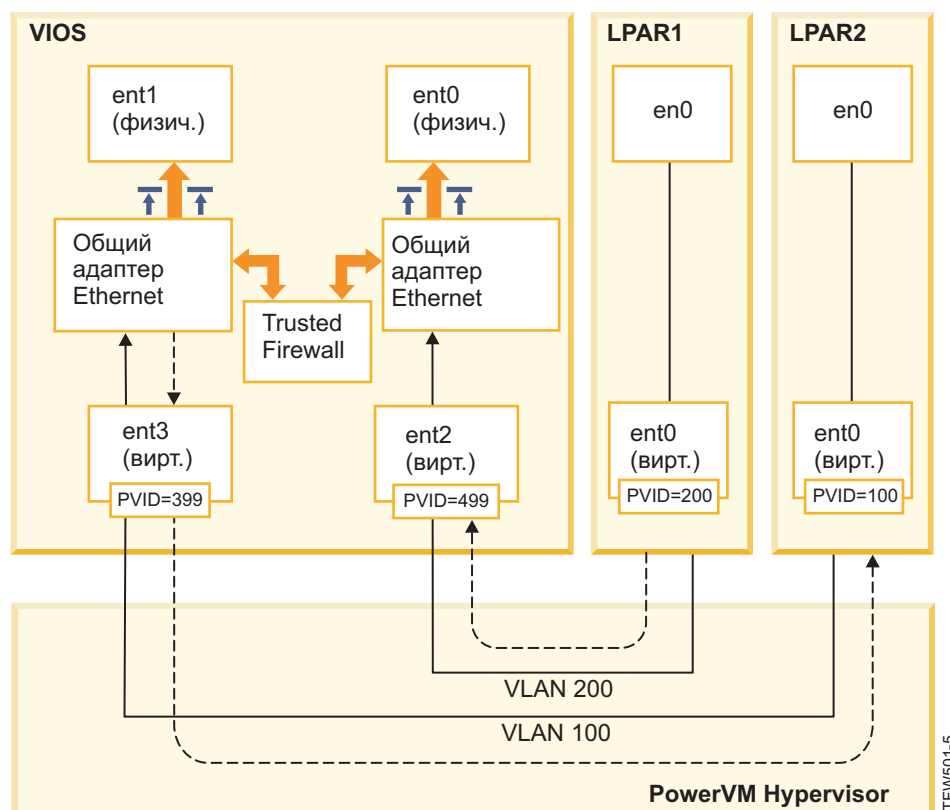 VIOS
ent1
(физич.)
ent0
(физич.)
Общий
адаптер
Ethernet
Общий
адаптер
Ethernet
Trusted
Firewall
ent3
(вирт.)
PVID=399
ent2
(вирт.)
PVID=499
LPAR1
en0
ent0
(вирт.)
PVID=200
LPAR2
en0
ent0
(вирт.)
PVID=100
VLAN 200
VLAN 100
PowerVM Hypervisor